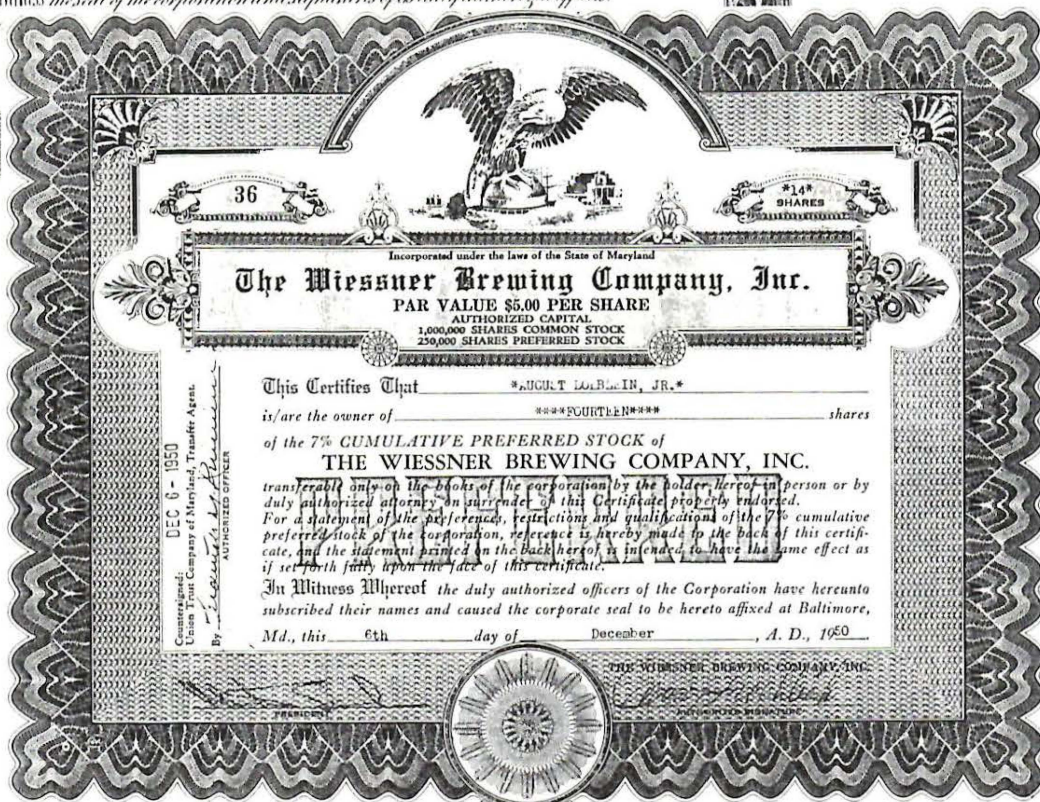 36
*14*
SHARES
Incorporated under the laws of the State of Maryland
The Wiessner Brewing Company, Inc.
PAR VALUE $5.00 PER SHARE
AUTHORIZED CAPITAL
1,000,000 SHARES COMMON STOCK
250,000 SHARES PREFERRED STOCK
This Certifies That *AUGUST JR.*
is/are the owner of ****FOURTEEN**** shares
of the 7% CUMULATIVE PREFERRED STOCK of
THE WIESSNER BREWING COMPANY, INC.
transferable only on the books of the corporation by the holder hereof in person or by
duly authorized attorney on surrender of this Certificate properly endorsed.
For a statement of the preferences, restrictions and qualifications of the 7% cumulative
preferred stock of the corporation, reference is hereby made to the back of this certifi-
cate, and the statement printed on the back hereof is intended to have the same effect as
if set forth fully upon the face of this certificate.
In Witness Whereof the duly authorized officers of the Corporation have hereunto
subscribed their names and caused the corporate seal to be hereto affixed at Baltimore,
Md., this 6th day of December, A. D., 1950
THE WIESSNER BREWING COMPANY, INC.
PRESIDENT
AUTHORIZED SIGNATURE
Countersigned: DEC 6 - 1950
Union Trust Company of Maryland, Transfer Agent.
By
AUTHORIZED OFFICER